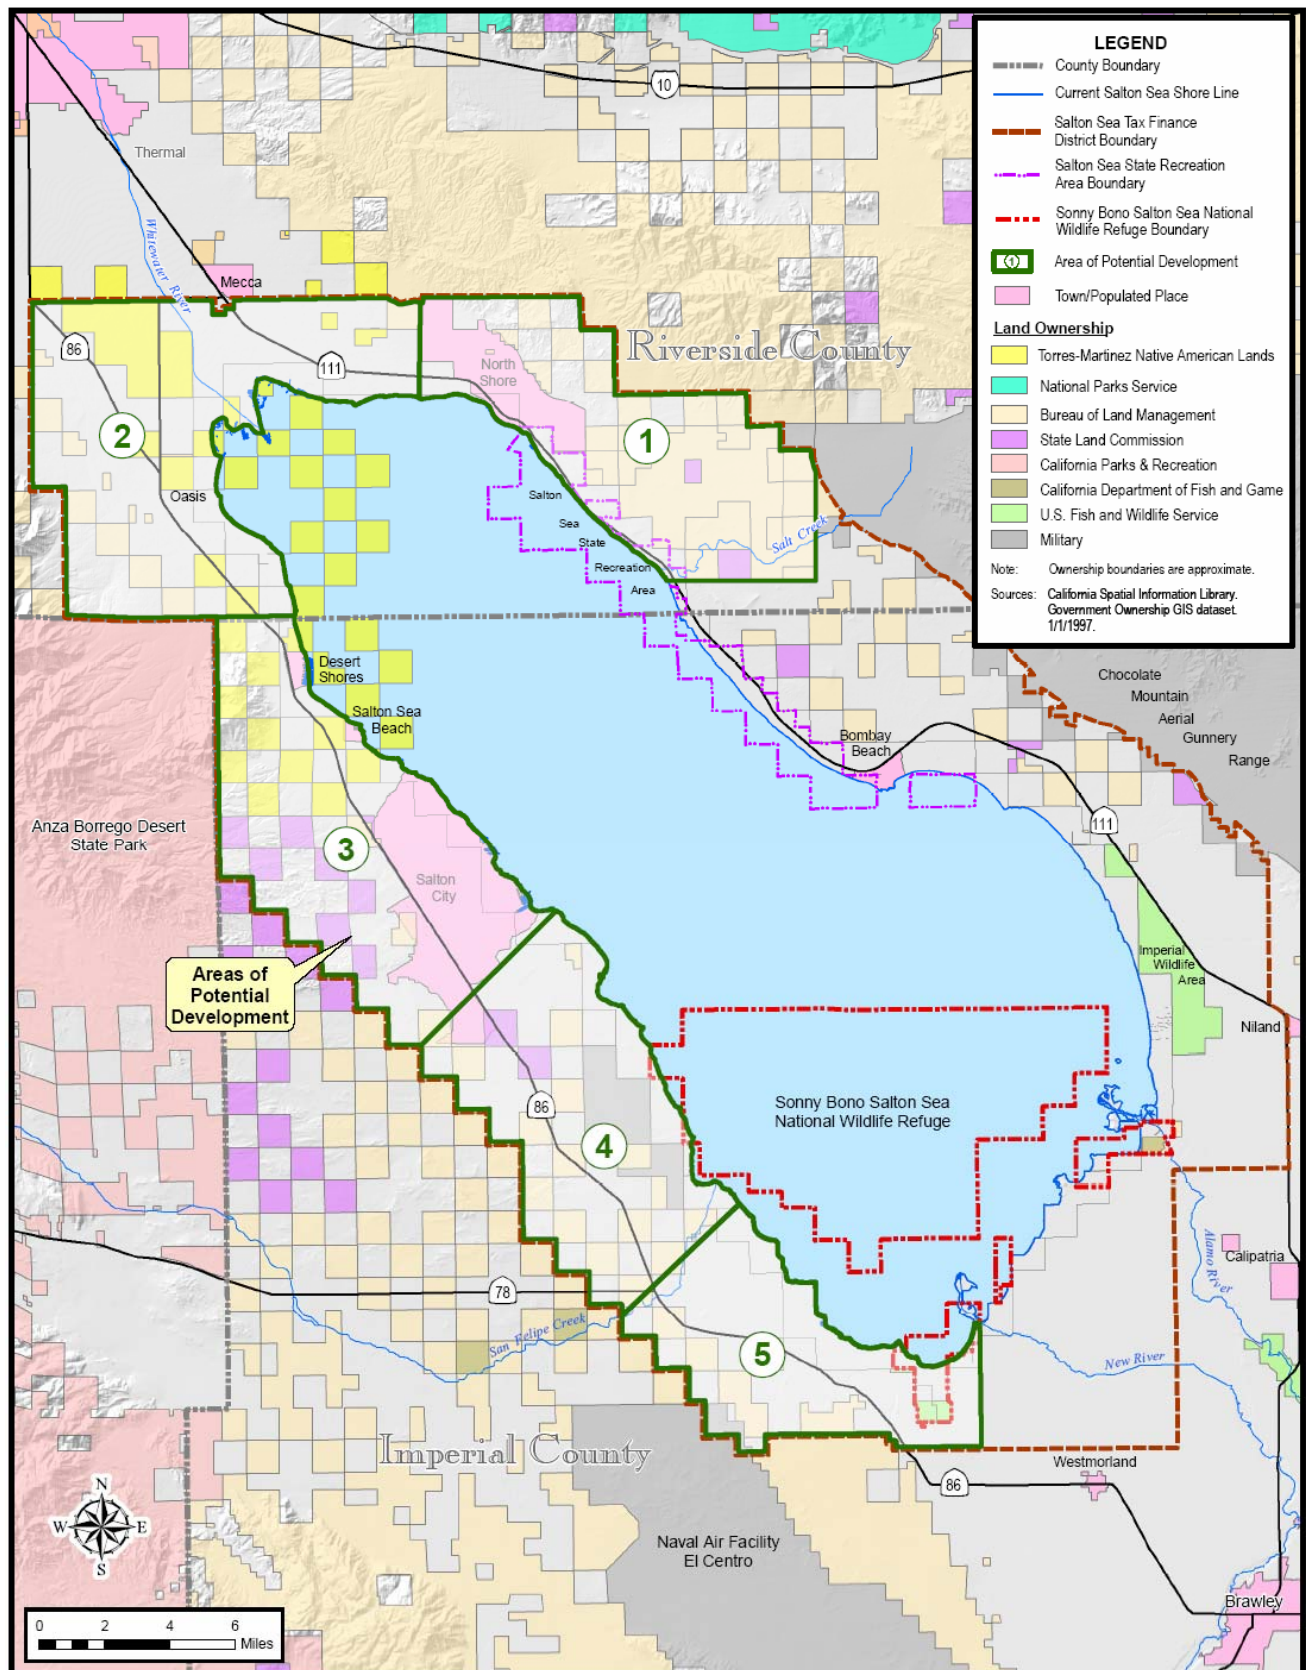 LEGEND
County Boundary
Current Salton Sea Shore Line
Salton Sea Tax Finance
District Boundary
Salton Sea State Recreation
Area Boundary
Sonny Bono Salton Sea National
Wildlife Refuge Boundary
1
Area of Potential Development
Town/Populated Place
Land Ownership
Torres-Martinez Native American Lands
National Parks Service
Bureau of Land Management
State Land Commission
California Parks & Recreation
California Department of Fish and Game
U.S. Fish and Wildlife Service
Military
Note: Ownership boundaries are approximate.
Sources: California Spatial Information Library.
Government Ownership GIS dataset.
1/1/1997.
10
Thermal
Whitewater River
Mecca
86
111
North
Shore
Riverside County
2
1
Oasis
Salton
Sea
State
Recreation
Area
Salt Creek
Desert
Shores
Salton Sea
Beach
Bombay
Beach
Chocolate
Mountain
Aerial
Gunnery
Range
111
Anza Borrego Desert
State Park
3
Salton
City
Areas of
Potential
Development
Imperial
Wildlife
Area
Niland
86
4
Sonny Bono Salton Sea
National Wildlife Refuge
Alamo River
Calipatria
78
San Felipe Creek
5
New River
Imperial County
Westmorland
86
Naval Air Facility
El Centro
Brawley
N
W
E
S
0 2 4 6
Miles